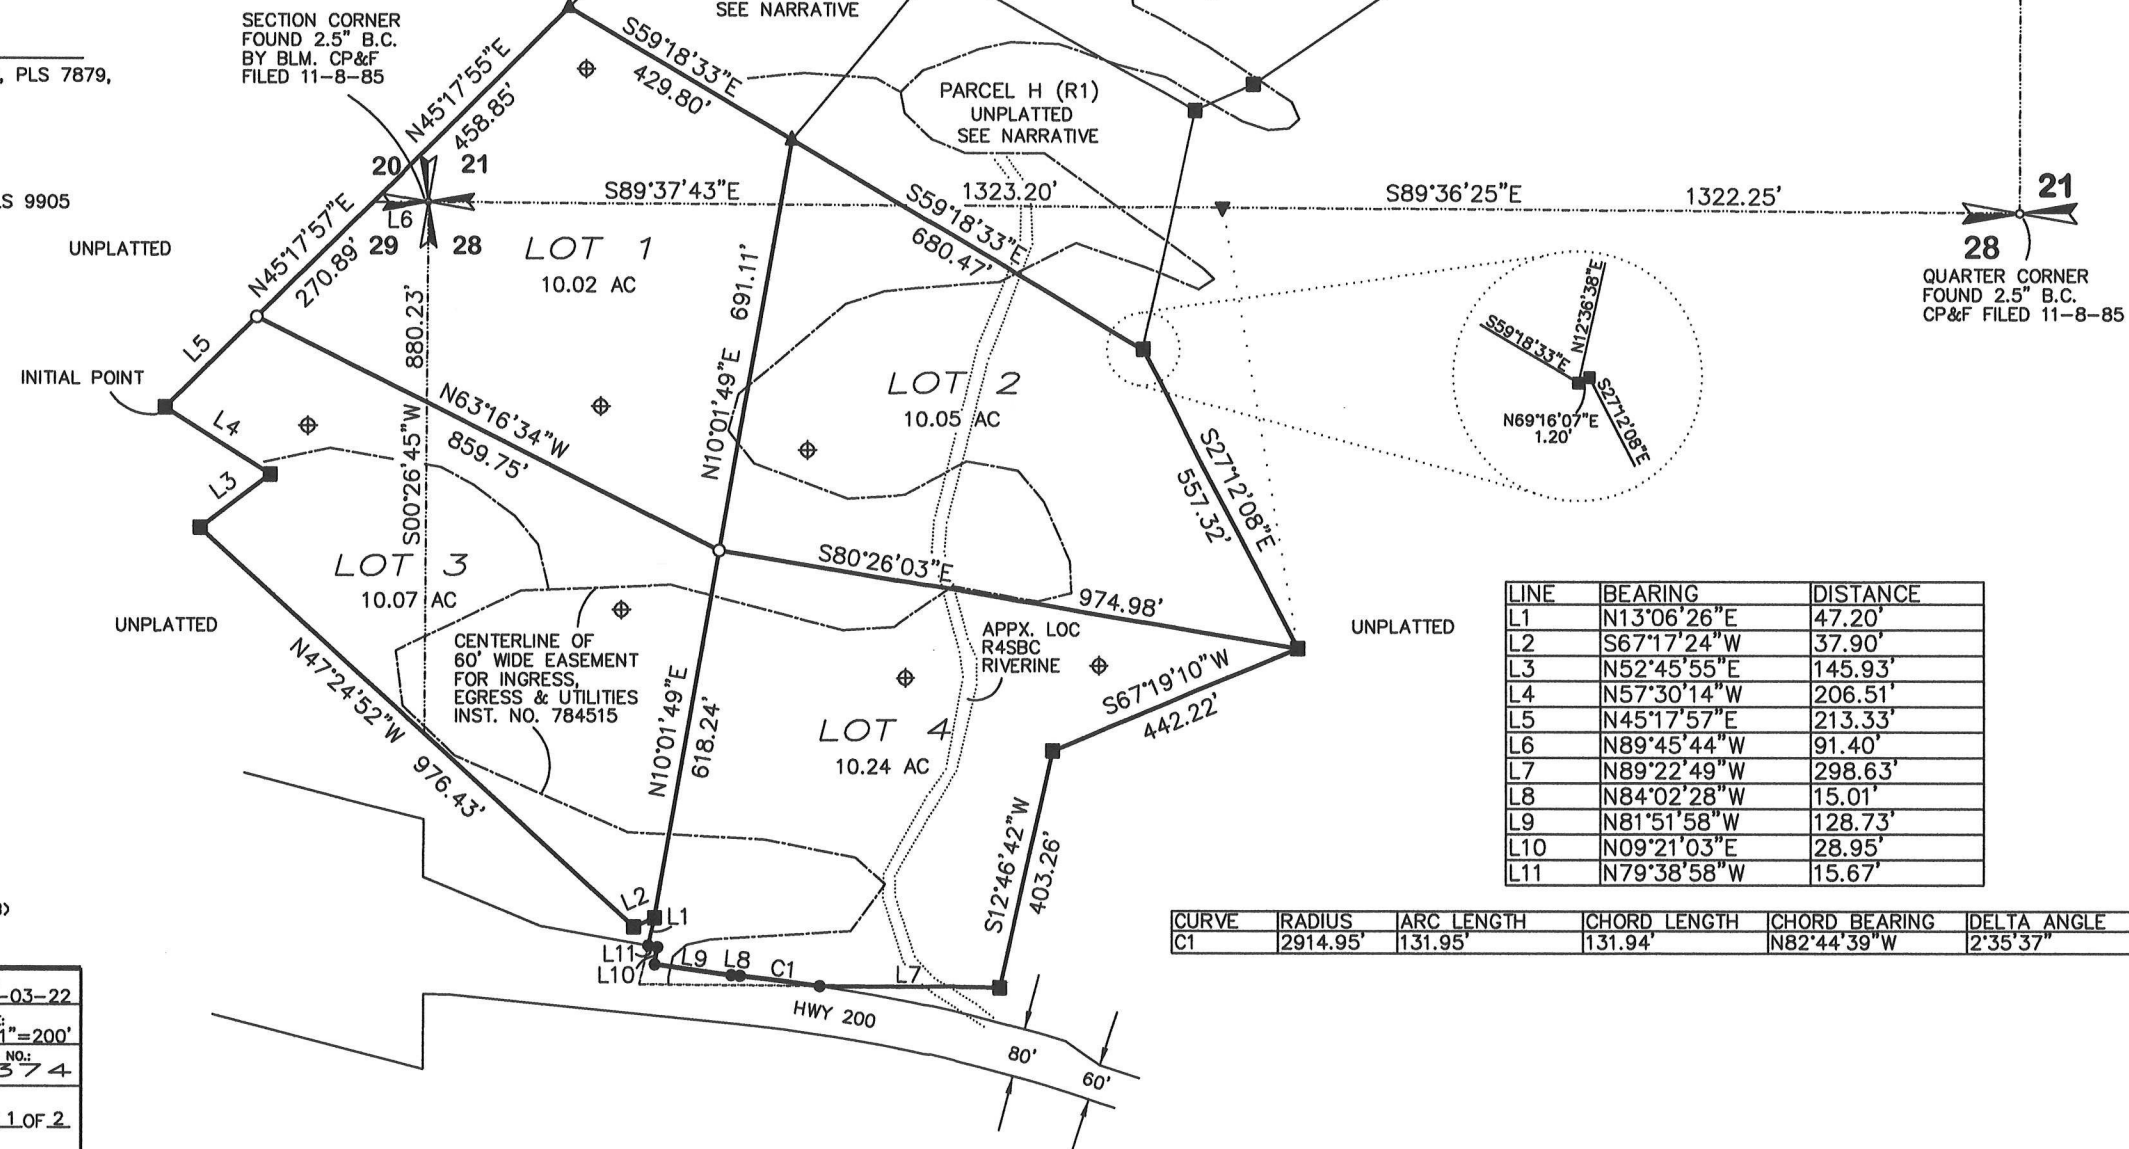 SEE NARRATIVE
SECTION CORNER
FOUND 2.5" B.C.
BY BLM. CP&F
FILED 11-8-85
, PLS 7879,
N45°17'55"E
458.85'
S59°18'33"E
429.80'
PARCEL H (R1)
UNPLATTED
SEE NARRATIVE
20
21
L6
29
28
S89°37'43"E
1323.20'
S89°36'25"E
1322.25'
21
28
QUARTER CORNER
FOUND 2.5" B.C.
CP&F FILED 11-8-85
S 9905
UNPLATTED
N45°17'57"E
270.89'
LOT 1
10.02 AC
691.11'
N10°01'49"E
S59°18'33"E
680.47'
N12°36'38"E
S59°18'33"E
S27°12'08"E
N69°16'07"E
1.20'
L5
INITIAL POINT
L4
L3
880.23'
S00°26'45"W
N63°16'34"W
859.75'
LOT 2
10.05 AC
S27°12'08"E
557.32'
LOT 3
10.07 AC
S80°26'03"E
974.98'
UNPLATTED
UNPLATTED
N47°24'52"W
976.43'
CENTERLINE OF
60' WIDE EASEMENT
FOR INGRESS,
EGRESS & UTILITIES
INST. NO. 784515
N10°01'49"E
618.24'
APPX. LOC
R4SBC
RIVERINE
S67°19'10"W
442.22'
LOT 4
10.24 AC
S12°46'42"W
403.26'
L2
L1
L11
L10
L9
L8
C1
L7
HWY 200
80'
60'
LINE BEARING DISTANCE
L1 N13°06'26"E 47.20'
L2 S67°17'24"W 37.90'
L3 N52°45'55"E 145.93'
L4 N57°30'14"W 206.51'
L5 N45°17'57"E 213.33'
L6 N89°45'44"W 91.40'
L7 N89°22'49"W 298.63'
L8 N84°02'28"W 15.01'
L9 N81°51'58"W 128.73'
L10 N09°21'03"E 28.95'
L11 N79°38'58"W 15.67'
CURVE RADIUS ARC LENGTH CHORD LENGTH CHORD BEARING DELTA ANGLE
C1 2914.95' 131.95' 131.94' N82°44'39"W 2°35'37"
-03-22
1"=200'
NO.:
374
1 OF 2